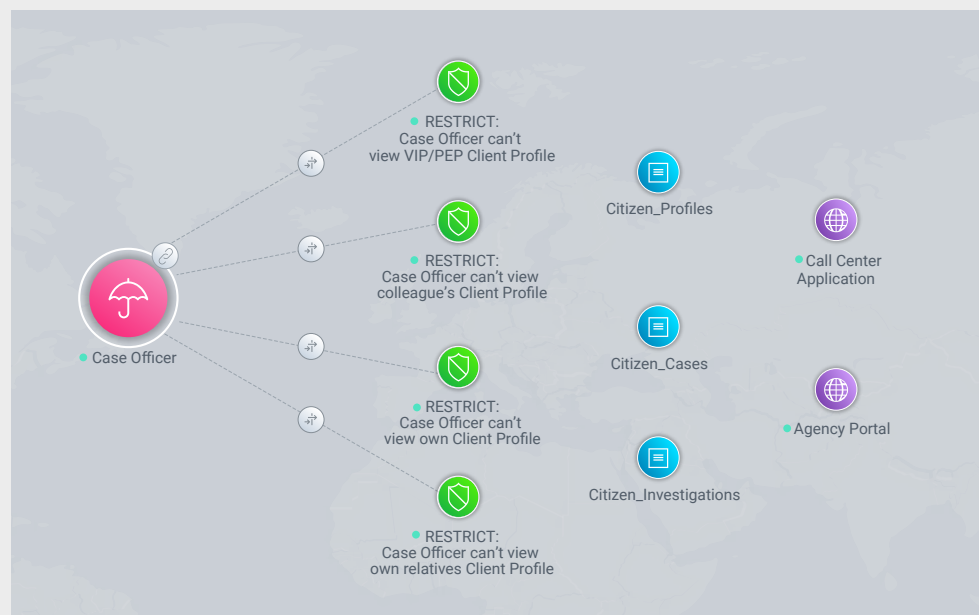 RESTRICT:
Case Officer can't
view VIP/PEP Client Profile
RESTRICT:
Case Officer can't view
colleague's Client Profile
Case Officer
RESTRICT:
Case Officer can't
view own Client Profile
RESTRICT:
Case Officer can't view
own relatives Client Profile
Citizen_Profiles
Citizen_Cases
Citizen_Investigations
Call Center
Application
Agency Portal